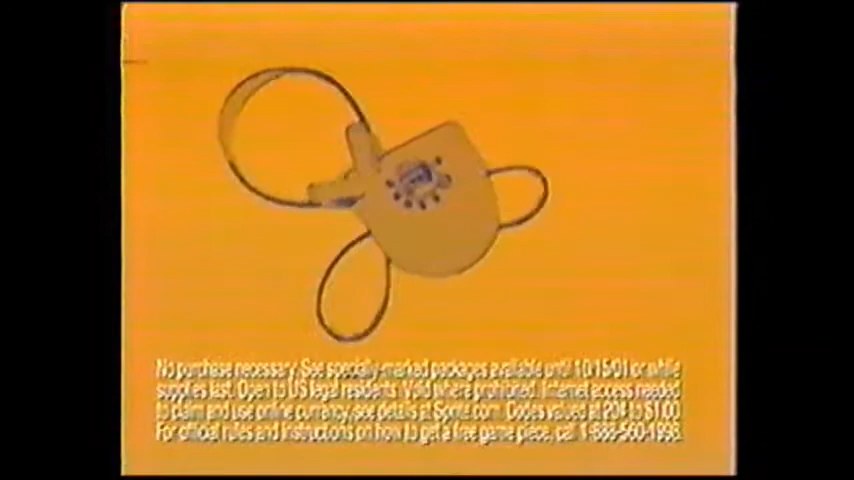 No purchase necessary. See specially-marked packages available until 10/15/01 or while
supplies last. Open to US legal residents. Void where prohibited. Internet access needed
to claim and use online currency, see details at Sprite.com. Codes valued at 20¢ to $1.00
For official rules and instructions on how to get a free game piece, call 1-888-560-1998.